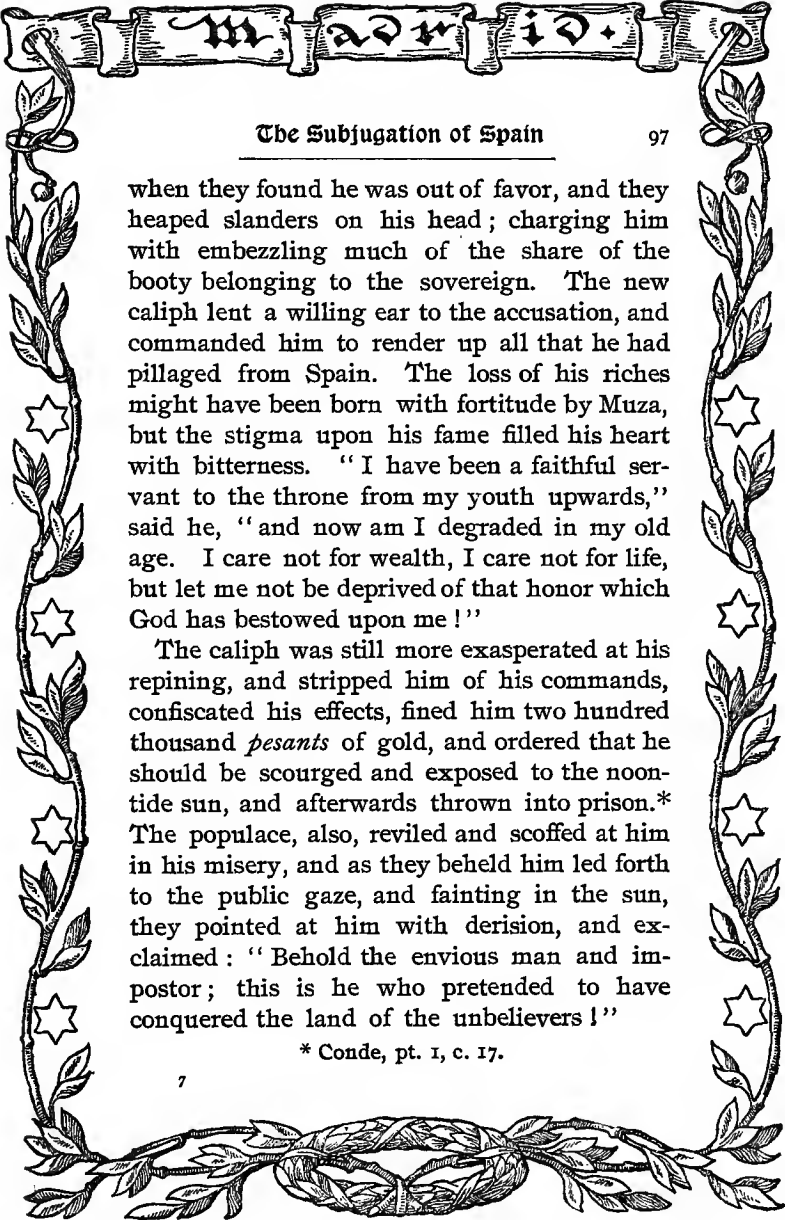 Madrid.
The Subjugation of Spain 97
when they found he was out of favor, and they
heaped slanders on his head ; charging him
with embezzling much of the share of the
booty belonging to the sovereign. The new
caliph lent a willing ear to the accusation, and
commanded him to render up all that he had
pillaged from Spain. The loss of his riches
might have been born with fortitude by Muza,
but the stigma upon his fame filled his heart
with bitterness. “ I have been a faithful ser-
vant to the throne from my youth upwards,”
said he, “ and now am I degraded in my old
age. I care not for wealth, I care not for life,
but let me not be deprived of that honor which
God has bestowed upon me ! ”
The caliph was still more exasperated at his
repining, and stripped him of his commands,
confiscated his effects, fined him two hundred
thousand pesants of gold, and ordered that he
should be scourged and exposed to the noon-
tide sun, and afterwards thrown into prison.*
The populace, also, reviled and scoffed at him
in his misery, and as they beheld him led forth
to the public gaze, and fainting in the sun,
they pointed at him with derision, and ex-
claimed : “ Behold the envious man and im-
postor ; this is he who pretended to have
conquered the land of the unbelievers ! ”
* Conde, pt. 1, c. 17.
7